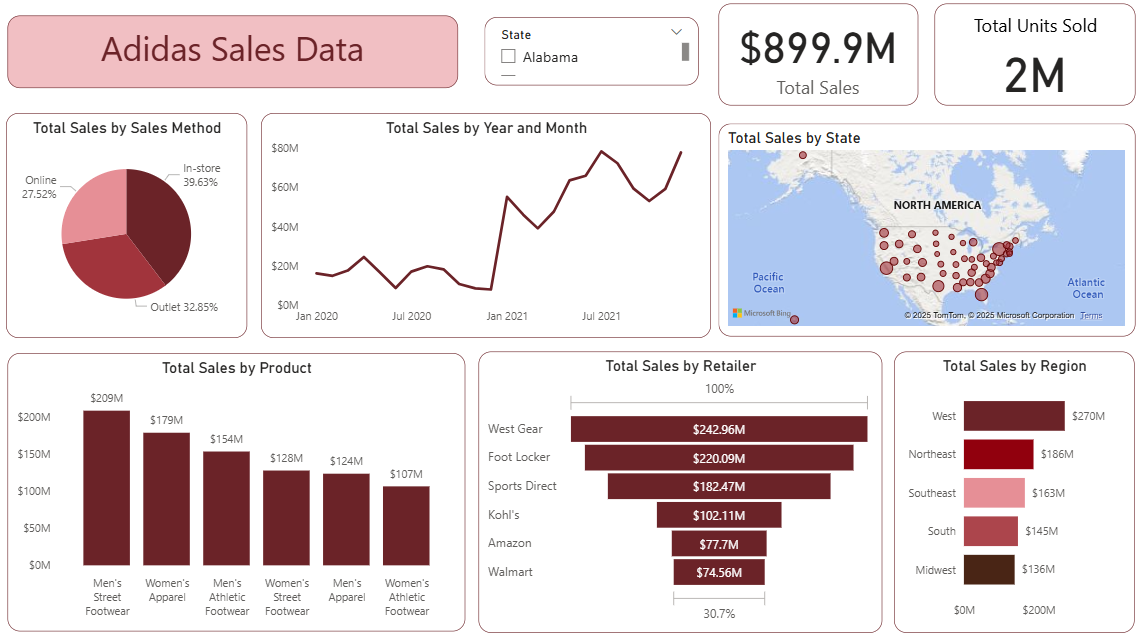 Adidas Sales Data
State
Alabama
$899.9M
Total Sales
Total Units Sold
2M
Total Sales by Sales Method
In-store
39.63%
Online
27.52%
Outlet 32.85%
Total Sales by Year and Month
$80M
$60M
$40M
$20M
$0M
Jan 2020
Jul 2020
Jan 2021
Jul 2021
Total Sales by State
NORTH AMERICA
Pacific
Ocean
Atlantic
Ocean
Microsoft Bing
© 2025 TomTom, © 2025 Microsoft Corporation Terms
Total Sales by Product
$200M
$150M
$100M
$50M
$0M
$209M
$179M
$154M
$128M
$124M
$107M
Men's
Street
Footwear
Women's
Apparel
Men's
Athletic
Footwear
Women's
Street
Footwear
Men's
Apparel
Women's
Athletic
Footwear
Total Sales by Retailer
100%
West Gear $242.96M
Foot Locker $220.09M
Sports Direct $182.47M
Kohl's $102.11M
Amazon $77.7M
Walmart $74.56M
30.7%
Total Sales by Region
West $270M
Northeast $186M
Southeast $163M
South $145M
Midwest $136M
$0M $200M